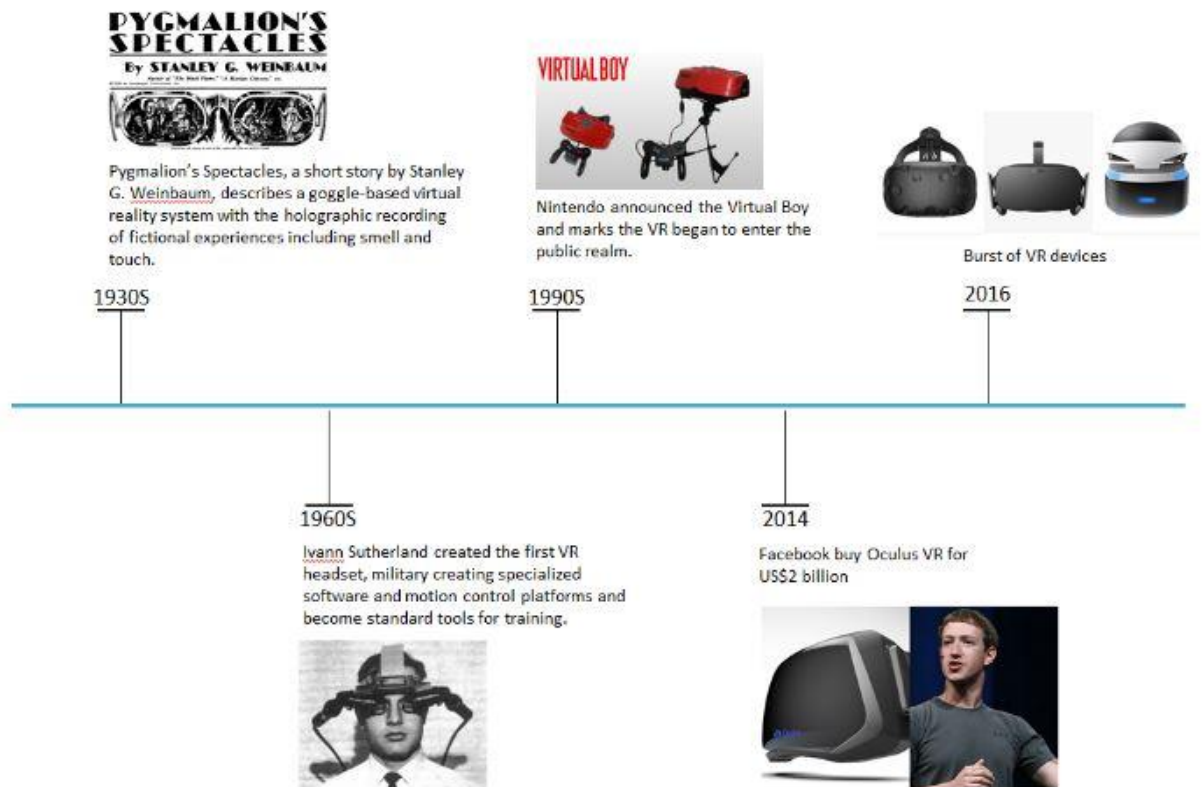 PYGMALION'S
SPECTACLES
By STANLEY G. WEINBAUM
Pygmalion's Spectacles, a short story by Stanley
G. Weinbaum, describes a goggle-based virtual
reality system with the holographic recording
of fictional experiences including smell and
touch.
1930S
VIRTUAL BOY
Nintendo announced the Virtual Boy
and marks the VR began to enter the
public realm.
1990S
Burst of VR devices
2016
1960S
Ivann Sutherland created the first VR
headset, military creating specialized
software and motion control platforms and
become standard tools for training.
2014
Facebook buy Oculus VR for
US$2 billion